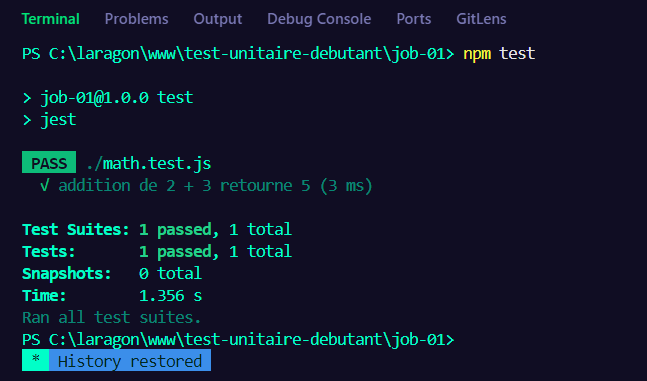 Terminal Problems Output Debug Console Ports GitLens
PS C:\laragon\www\test-unitaire-debutant\job-01> npm test
> job-01@1.0.0 test
> jest
PASS ./math.test.js
√ addition de 2 + 3 retourne 5 (3 ms)
Test Suites: 1 passed, 1 total
Tests: 1 passed, 1 total
Snapshots: 0 total
Time: 1.356 s
Ran all test suites.
PS C:\laragon\www\test-unitaire-debutant\job-01>
* History restored